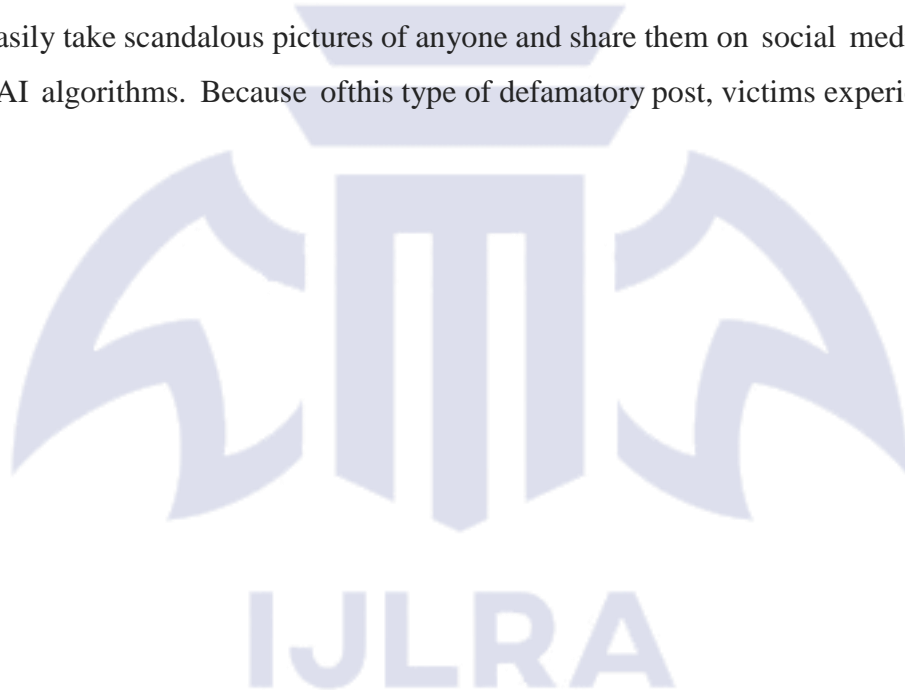 asily take scandalous pictures of anyone and share them on social med
AI algorithms. Because ofthis type of defamatory post, victims experi
IJLRA